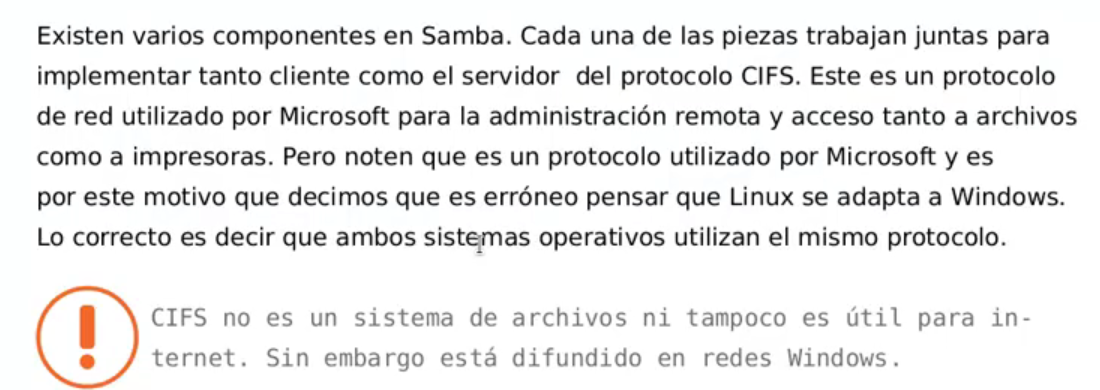 Existen varios componentes en Samba. Cada una de las piezas trabajan juntas para
implementar tanto cliente como el servidor  del protocolo CIFS. Este es un protocolo
de red utilizado por Microsoft para la administración remota y acceso tanto a archivos
como a impresoras. Pero noten que es un protocolo utilizado por Microsoft y es
por este motivo que decimos que es erróneo pensar que Linux se adapta a Windows.
Lo correcto es decir que ambos sistemas operativos utilizan el mismo protocolo.
CIFS no es un sistema de archivos ni tampoco es útil para in-
ternet. Sin embargo está difundido en redes Windows.